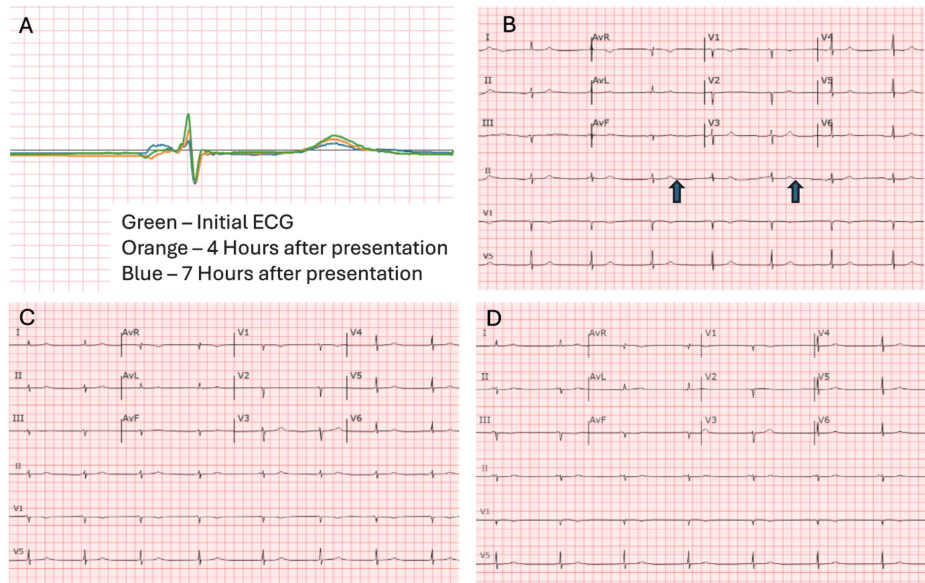 A
Green – Initial ECG
Orange – 4 Hours after presentation
Blue – 7 Hours after presentation
B
I AvR V1 V4
II AvL V2 V5
III AvF V3 V6
II
V1
V5
C
I AvR V1 V4
II AvL V2 V5
III AvF V3 V6
II
V1
V5
D
I AvR V1 V4
II AvL V2 V5
III AvF V3 V6
II
V1
V5